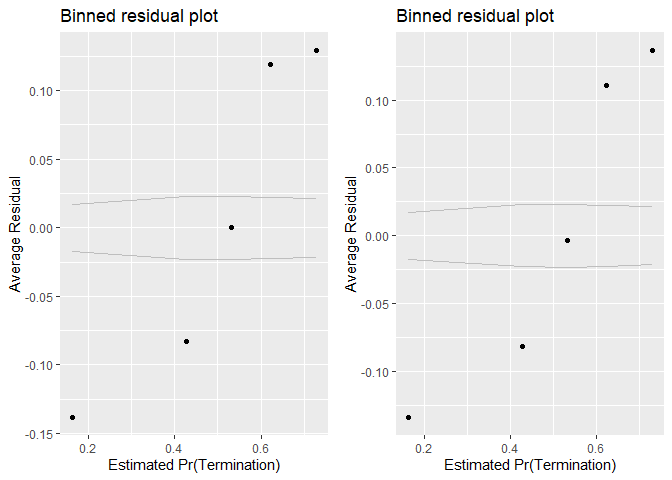 Binned residual plot
Average Residual
0.10
0.05
0.00
-0.05
-0.10
-0.15
0.2 0.4 0.6
Estimated Pr(Termination)
Binned residual plot
Average Residual
0.10
0.05
0.00
-0.05
-0.10
0.2 0.4 0.6
Estimated Pr(Termination)